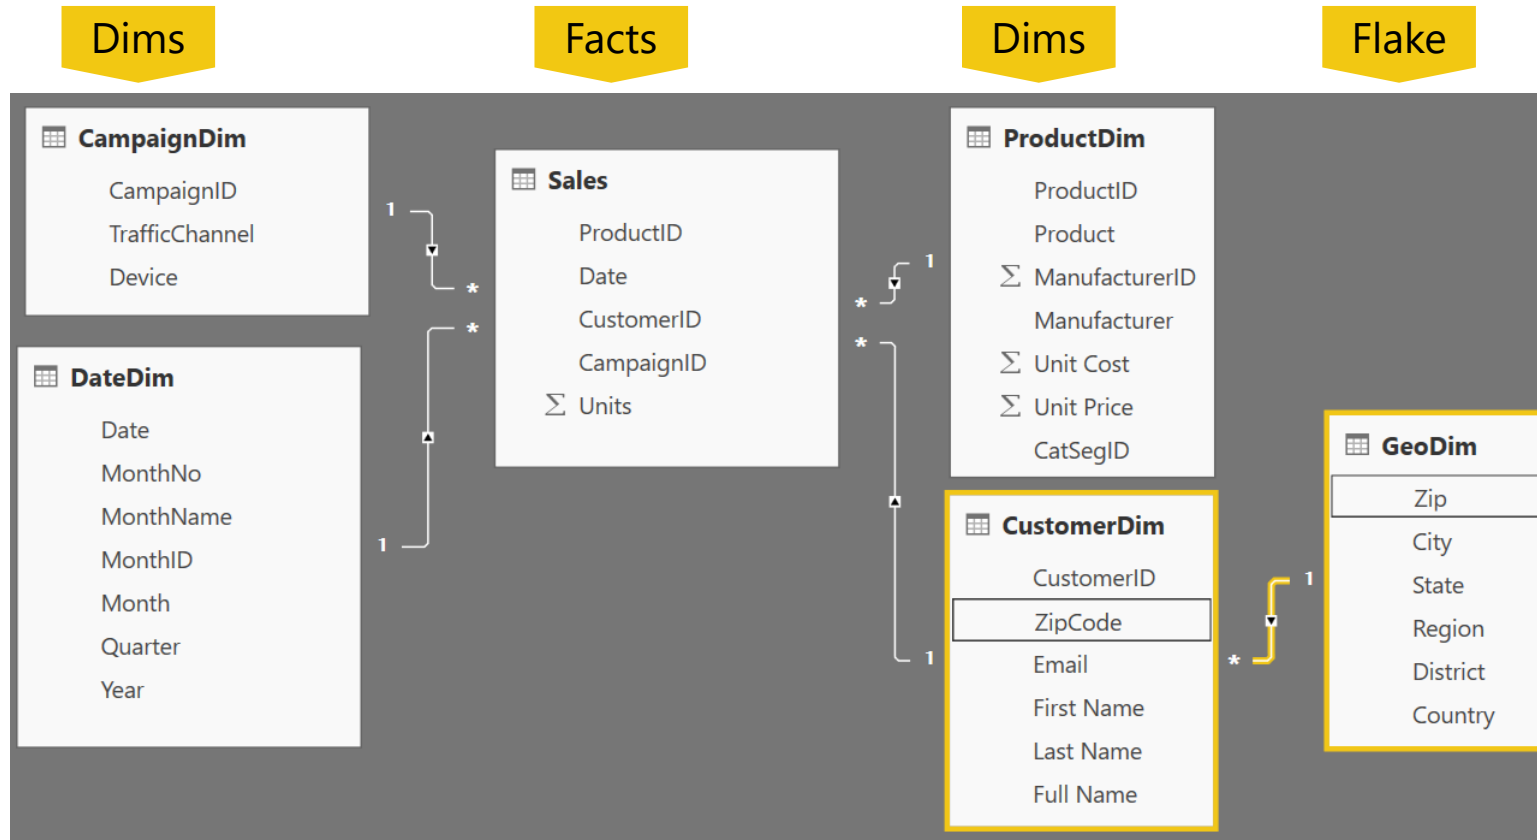 Dims
Facts
Dims
Flake
CampaignDim
CampaignID
TrafficChannel
Device
1
*
DateDim
Date
MonthNo
MonthName
MonthID
Month
Quarter
Year
1
*
Sales
ProductID
Date
CustomerID
CampaignID
Σ Units
ProductDim
ProductID
Product
Σ ManufacturerID
Manufacturer
Σ Unit Cost
Σ Unit Price
CatSegID
1
*
CustomerDim
CustomerID
ZipCode
Email
First Name
Last Name
Full Name
*
1
GeoDim
Zip
City
State
Region
District
Country
1
*